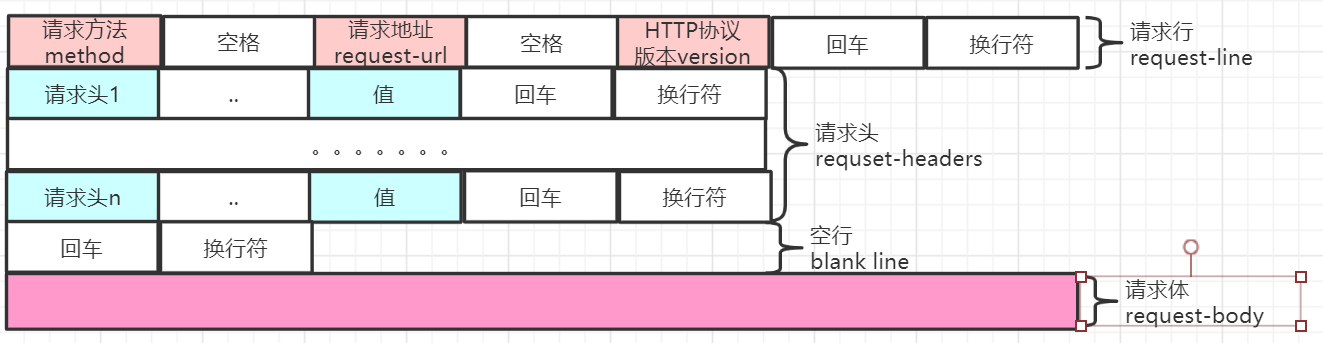 请求方法 空格 请求地址 空格 HTTP协议 回车 换行符 请求行
method request-url 版本version request-line
请求头1 .. 值 回车 换行符
。。。。。。。 请求头
requset-headers
请求头n .. 值 回车 换行符
回车 换行符 空行
blank line
请求体
request-body